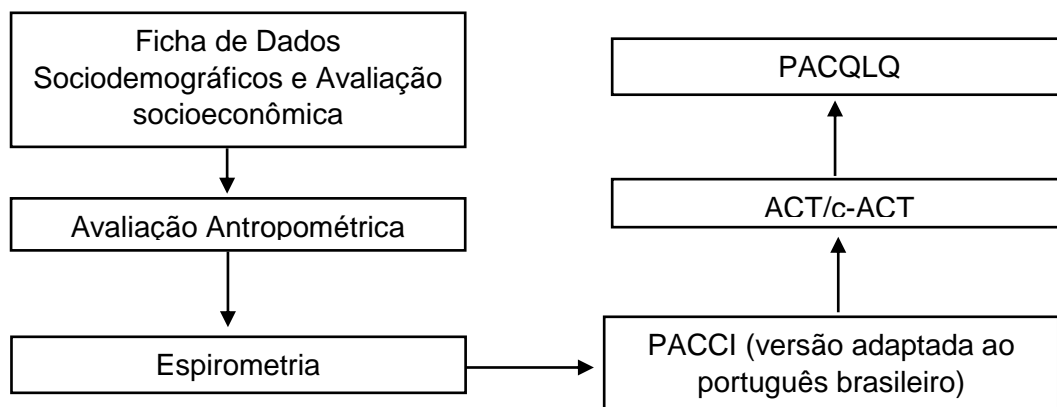 Ficha de Dados
Sociodemográficos e Avaliação
socioeconômica
Avaliação Antropométrica
Espirometria
PACCI (versão adaptada ao
português brasileiro)
ACT/c-ACT
PACQLQ